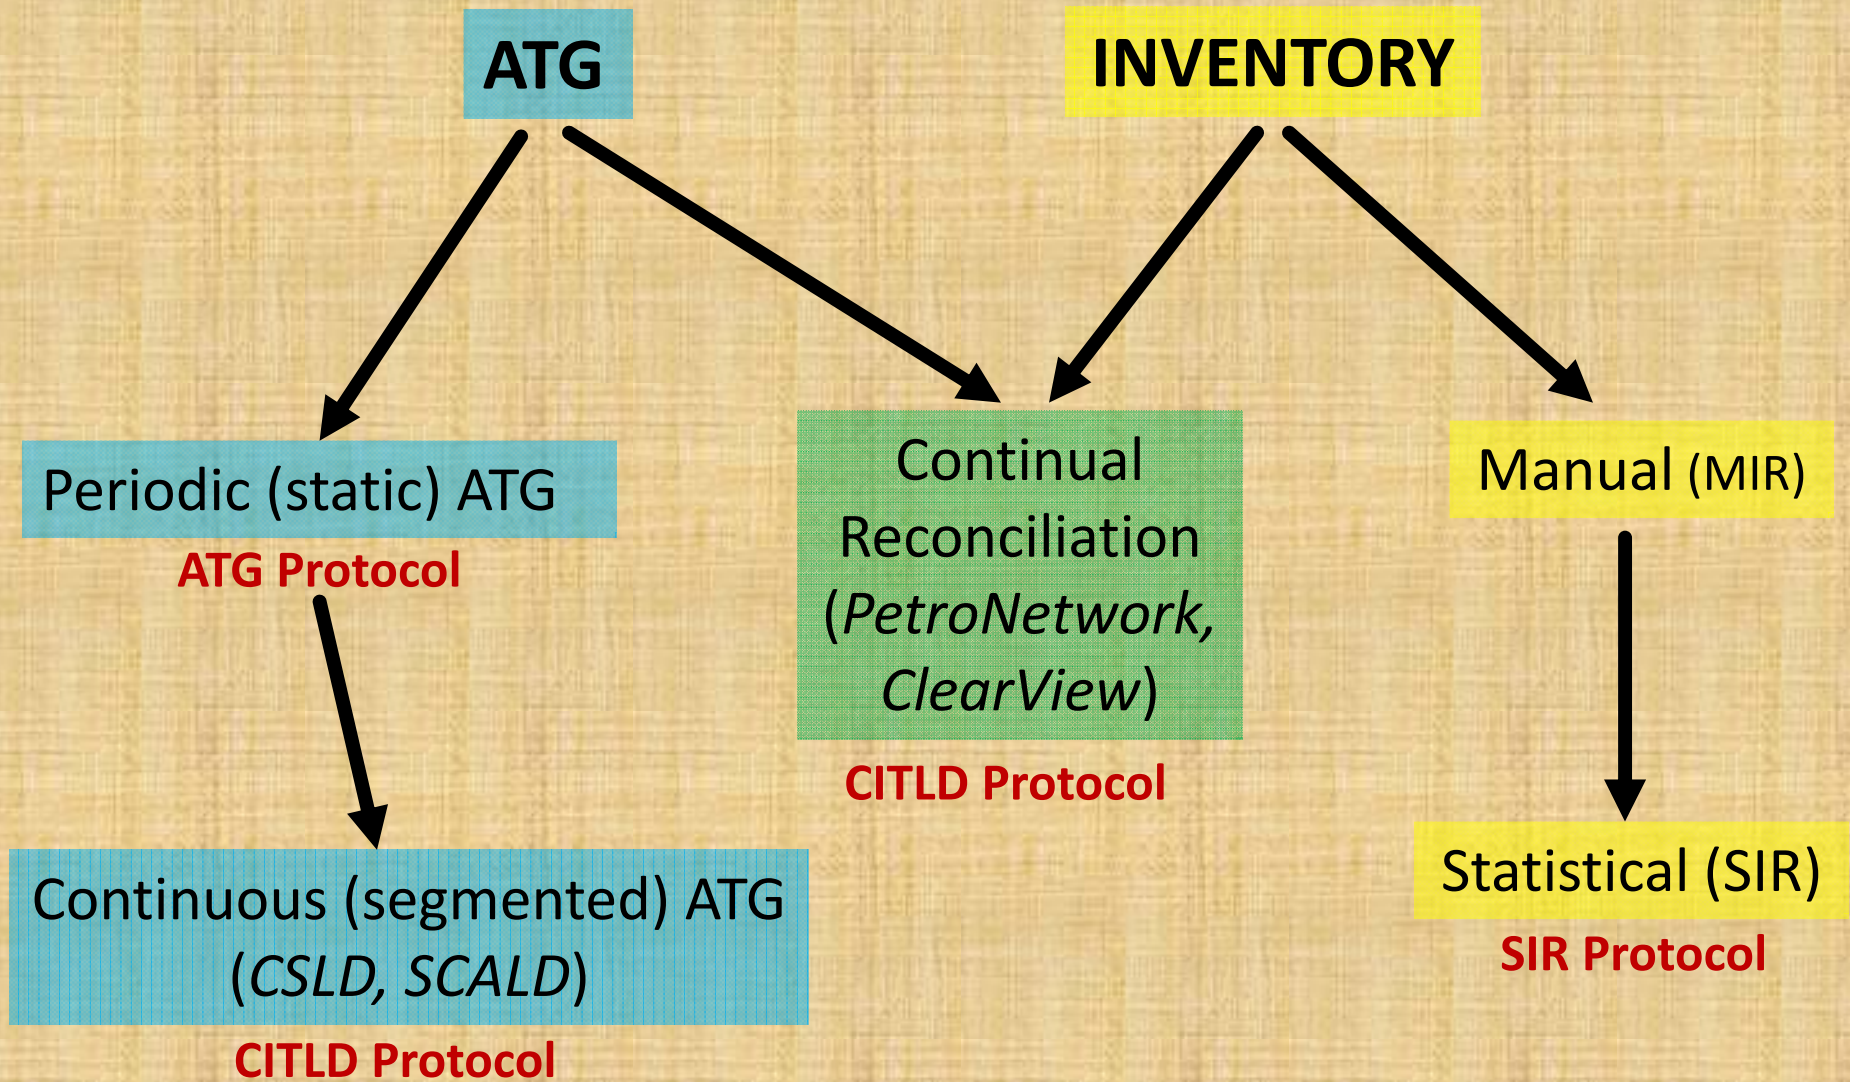 ATG
INVENTORY
Periodic (static) ATG
ATG Protocol
Continuous (segmented) ATG
(CSLD, SCALD)
CITLD Protocol
Continual
Reconciliation
(PetroNetwork,
ClearView)
CITLD Protocol
Manual (MIR)
Statistical (SIR)
SIR Protocol